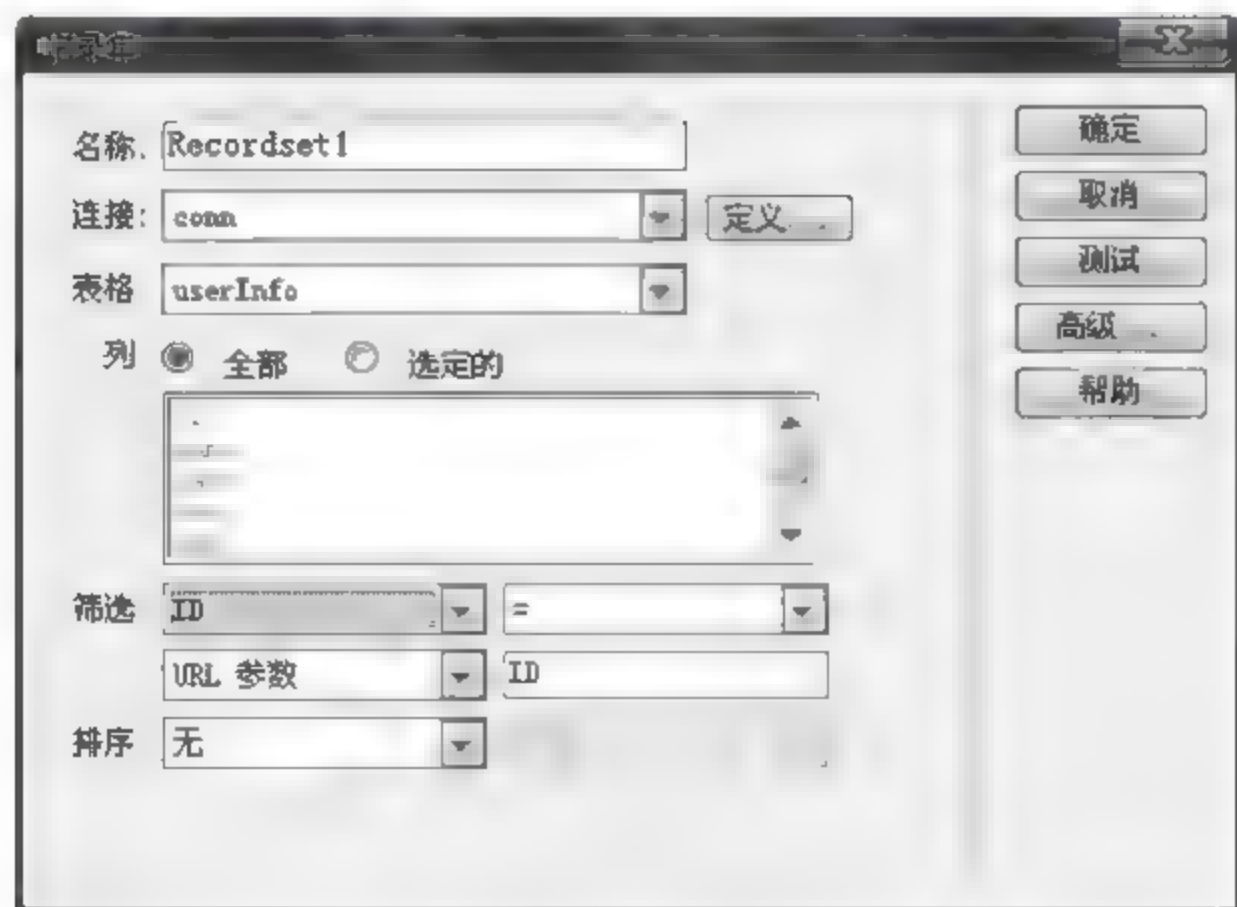 名称. Recordset1
连接: conn 定义...
表格 userInfo
列 全部 选定的
筛选 ID =
URL 参数 ID
排序 无
确定
取消
测试
高级...
帮助